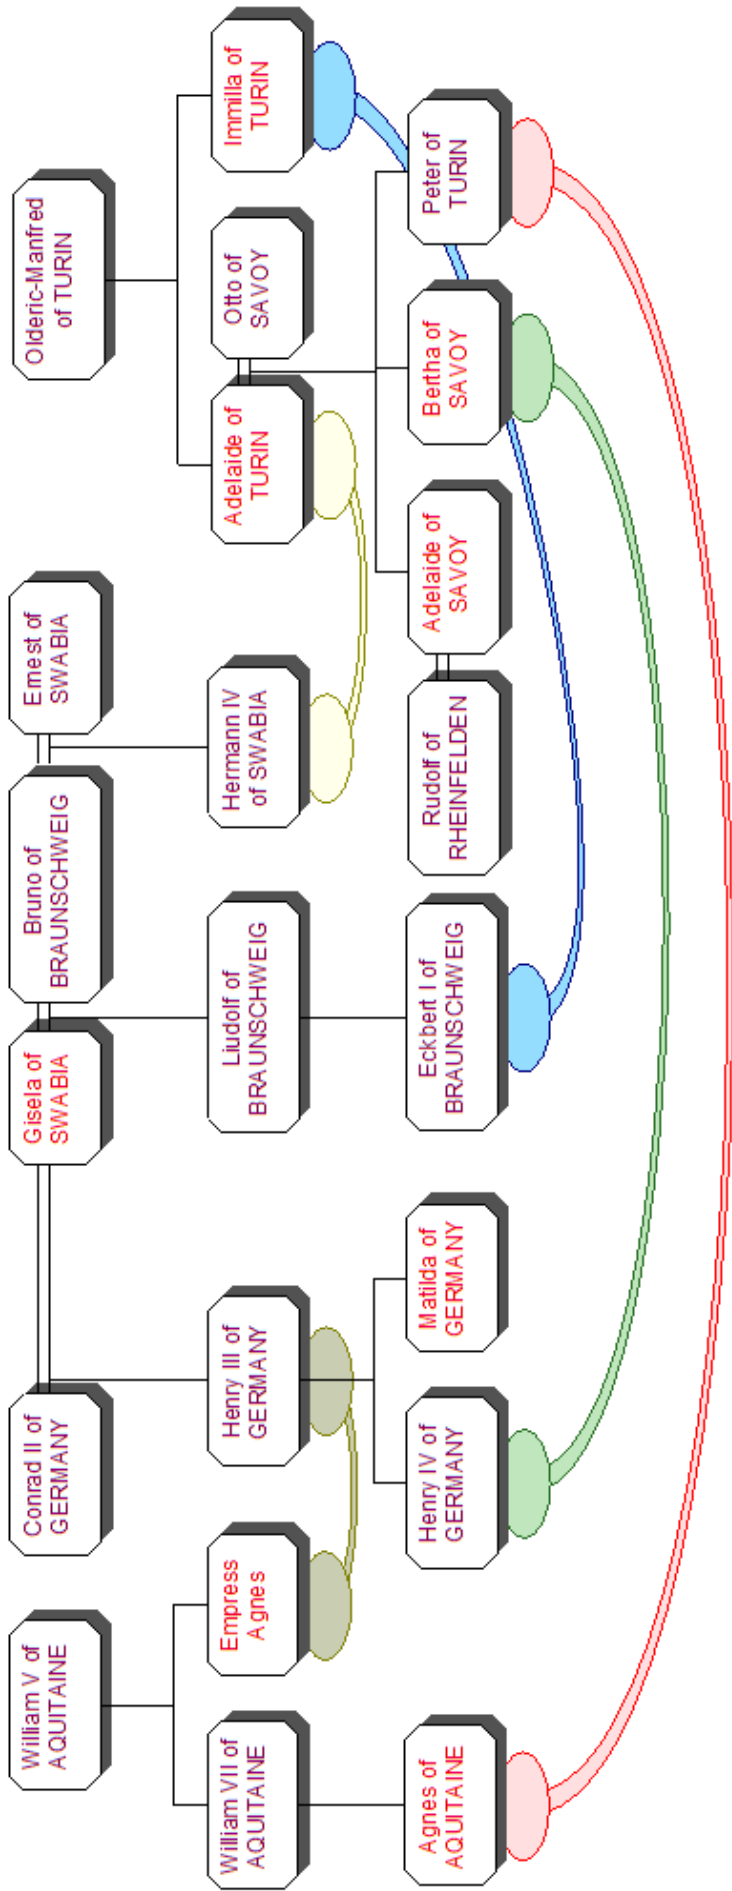 William V of
AQUITAINE
Conrad II of
GERMANY
Gisela of
SWABIA
Bruno of
BRAUNSCHWEIG
Ernest of
SWABIA
Olderic-Manfred
of TURIN
William VII of
AQUITAINE
Empress
Agnes
Henry III of
GERMANY
Liudolf of
BRAUNSCHWEIG
Hermann IV
of SWABIA
Adelaide of
TURIN
Otto of
SAVOY
Immilla of
TURIN
Agnes of
AQUITAINE
Henry IV of
GERMANY
Matilda of
GERMANY
Eckbert I of
BRAUNSCHWEIG
Rudolf of
RHEINFELDEN
Adelaide of
SAVOY
Bertha of
SAVOY
Peter of
TURIN